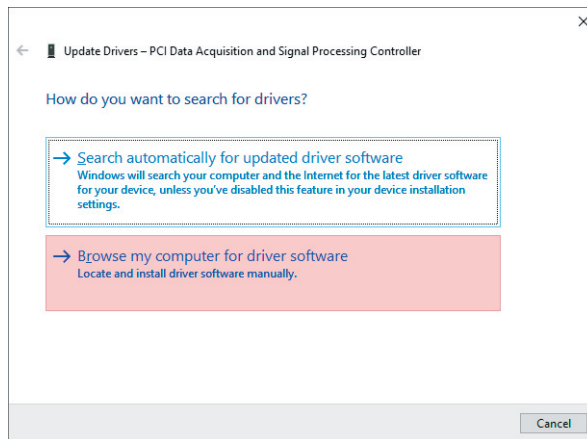 Update Drivers – PCI Data Acquisition and Signal Processing Controller
How do you want to search for drivers?
Search automatically for updated driver software
Windows will search your computer and the Internet for the latest driver software
for your device, unless you've disabled this feature in your device installation
settings.
Browse my computer for driver software
Locate and install driver software manually.
Cancel